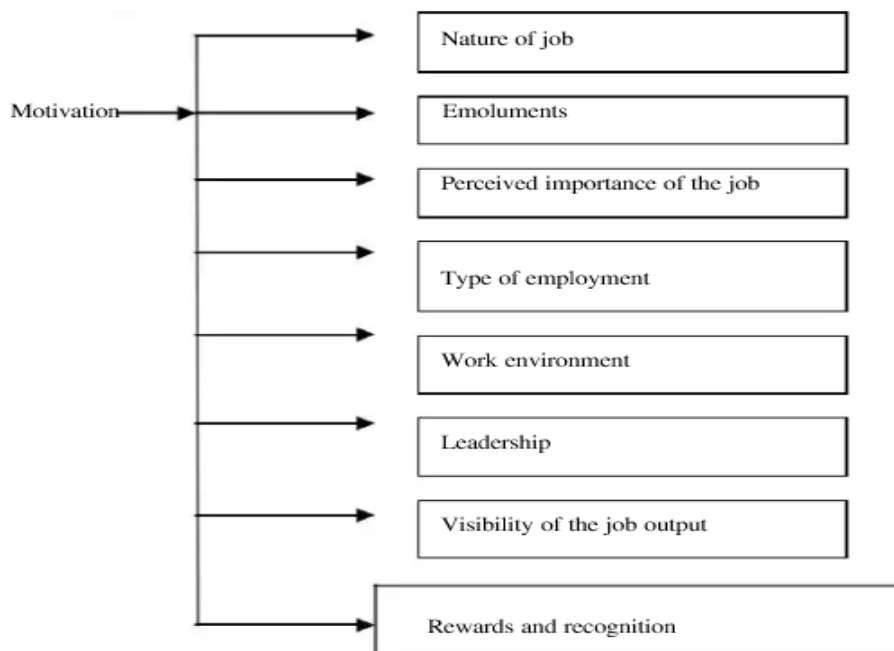 Nature of job
Motivation
Emoluments
Perceived importance of the job
Type of employment
Work environment
Leadership
Visibility of the job output
Rewards and recognition